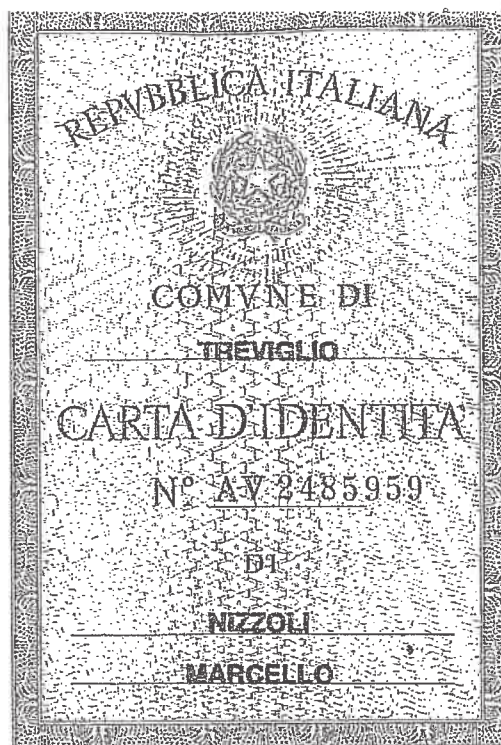 REPVBBLICA ITALIANA
COMVNE DI
TREVIGLIO
CARTA D'IDENTITA
N° AV 2485959
DI
NIZZOLI
MARCELLO